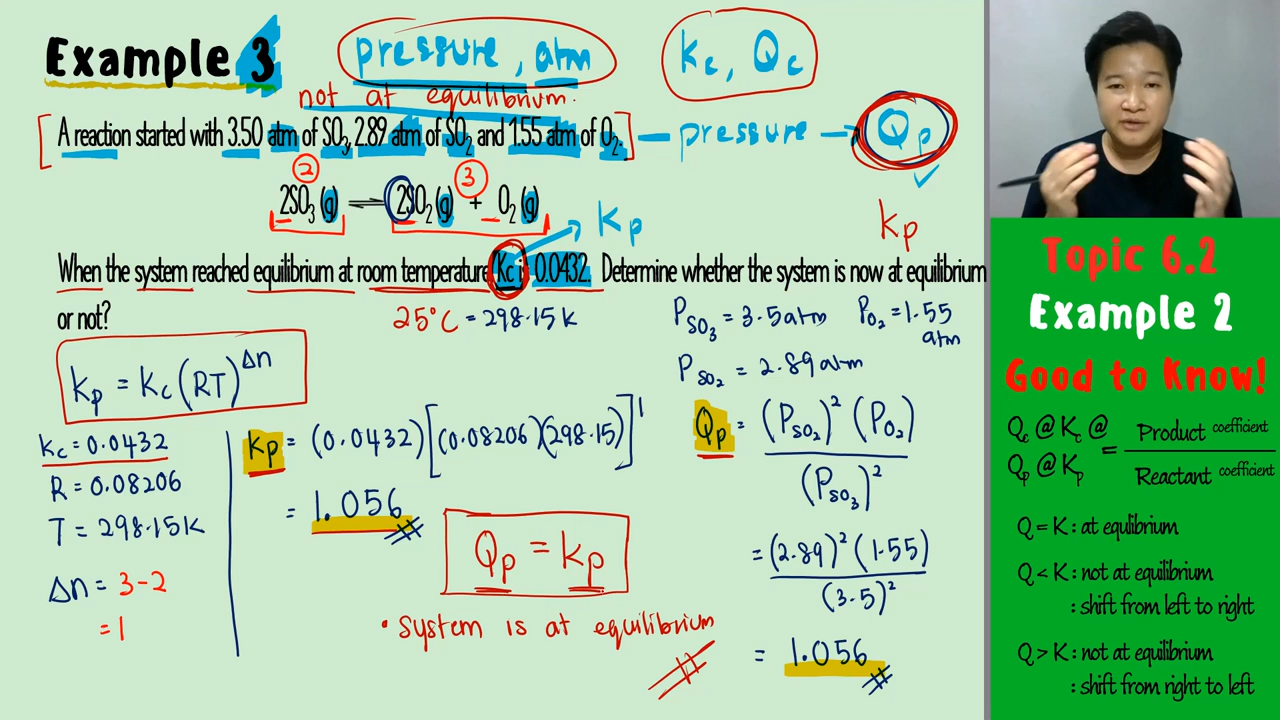 Example 3
pressure, atm
Kc, Qc
not at equilibrium.
A reaction started with 3.50 atm of SO3, 2.89 atm of SO2 and 1.55 atm of O2.
pressure → Qp
2 3
2SO3 (g) ⇌ 2SO2 (g) + O2 (g)
Kp
Kp
When the system reached equilibrium at room temperature Kc is 0.0432. Determine whether the system is now at equilibrium
or not?
25°C = 298.15K
PSO3 = 3.5atm PO2 = 1.55
atm
PSO2 = 2.89atm
Kp = Kc (RT)^Δn
Kc = 0.0432
R = 0.08206
T = 298.15K
Δn = 3-2
= 1
Kp = (0.0432) [(0.08206)(298.15)]^1
= 1.056
Qp = Kp
• system is at equilibrium
Qp = (PSO2)^2 (PO2)
(PSO3)^2
= (2.89)^2 (1.55)
(3.5)^2
= 1.056
Topic 6.2
Example 2
Good to Know!
Qc @ Kc @
Qp @ Kp
= Product coefficient
Reactant coefficient
Q = K : at equlibrium
Q < K : not at equilibrium
: shift from left to right
Q > K : not at equilibrium
: shift from right to left